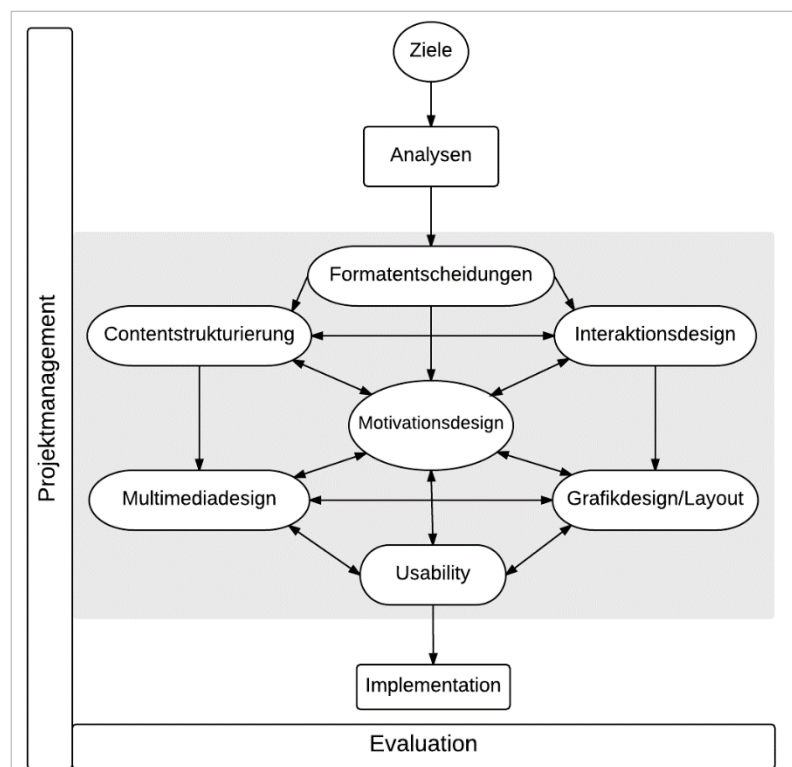 Ziele
Analysen
Formatentscheidungen
Contentstrukturierung
Interaktionsdesign
Motivationsdesign
Multimediadesign
Grafikdesign/Layout
Usability
Implementation
Projektmanagement
Evaluation